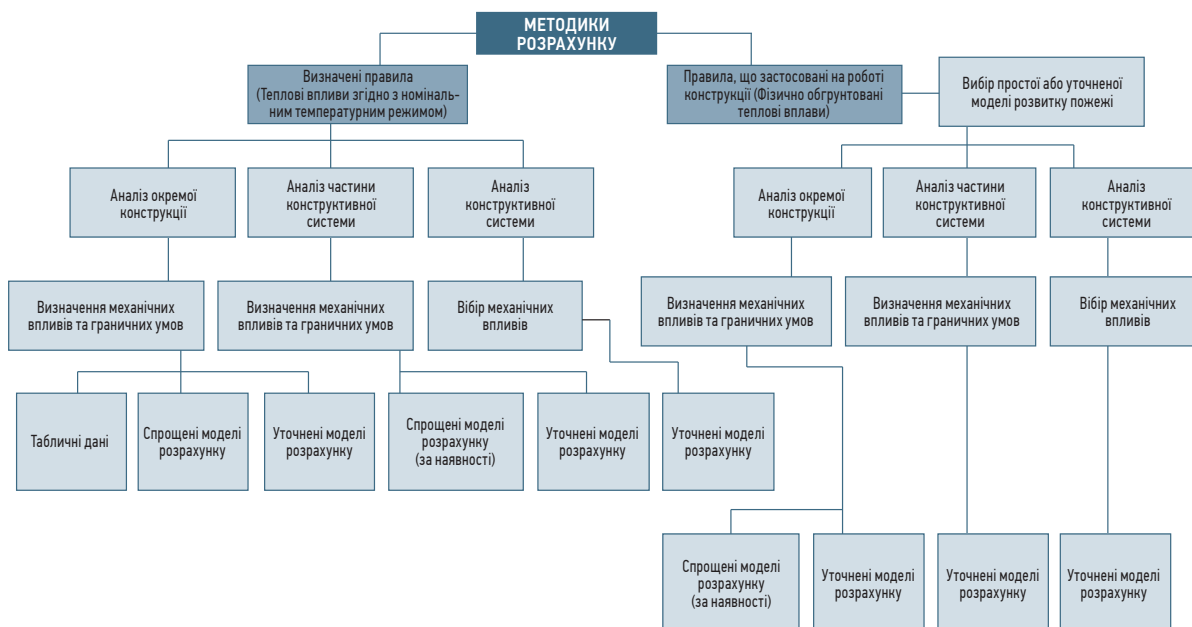 МЕТОДИКИ
РОЗРАХУНКУ
Визначені правила
(Теплові впливи згідно з номіналь-
ним температурним режимом)
Правила, що застосовані на роботі
конструкції (Фізично обгрунтовані
теплові вплави)
Вибір простої або уточненої
моделі розвитку пожежі
Аналіз окремої
конструкції
Аналіз частини
конструктивної
системи
Аналіз
конструктивної
системи
Аналіз окремої
конструкції
Аналіз частини
конструктивної
системи
Аналіз
конструктивної
системи
Визначення механічних
впливів та граничних умов
Визначення механічних
впливів та граничних умов
Вібір механічних
впливів
Визначення механічних
впливів та граничних умов
Визначення механічних
впливів та граничних умов
Вібір механічних
впливів
Табличні дані
Спрощені моделі
розрахунку
Уточнені моделі
розрахунку
Спрощені моделі
розрахунку
(за наявності)
Уточнені моделі
розрахунку
Уточнені моделі
розрахунку
Спрощені моделі
розрахунку
(за наявності)
Уточнені моделі
розрахунку
Уточнені моделі
розрахунку
Уточнені моделі
розрахунку